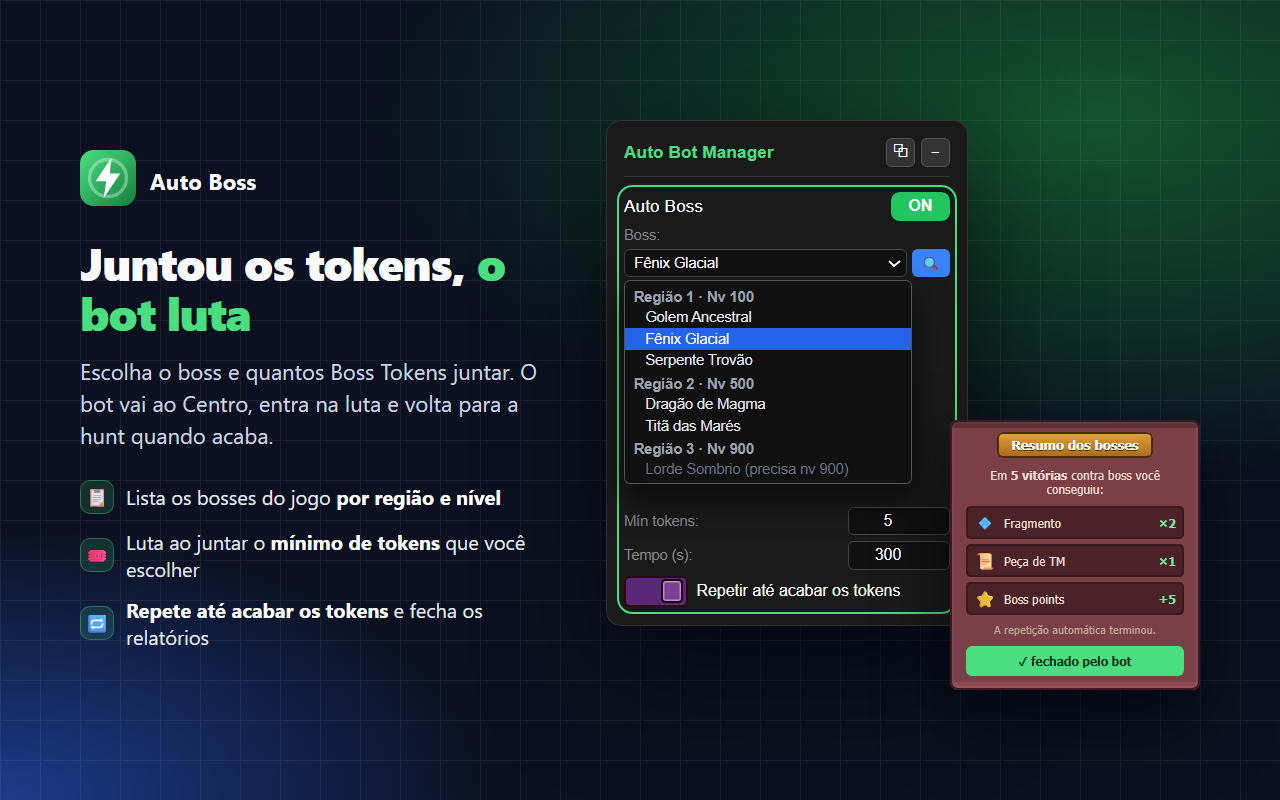 Auto Boss
Juntou os tokens, o
bot luta
Escolha o boss e quantos Boss Tokens juntar. O
bot vai ao Centro, entra na luta e volta para a
hunt quando acaba.
Lista os bosses do jogo por região e nível
Luta ao juntar o mínimo de tokens que você
escolher
Repete até acabar os tokens e fecha os
relatórios
Auto Bot Manager
Auto Boss
ON
Boss:
Fênix Glacial
Região 1 · Nv 100
Golem Ancestral
Fênix Glacial
Serpente Trovão
Região 2 · Nv 500
Dragão de Magma
Titã das Marés
Região 3 · Nv 900
Lorde Sombrio (precisa nv 900)
Mín tokens:
5
Tempo (s):
300
Repetir até acabar os tokens
Resumo dos bosses
Em 5 vitórias contra boss você
conseguiu:
Fragmento ×2
Peça de TM ×1
Boss points +5
A repetição automática terminou.
✓ fechado pelo bot